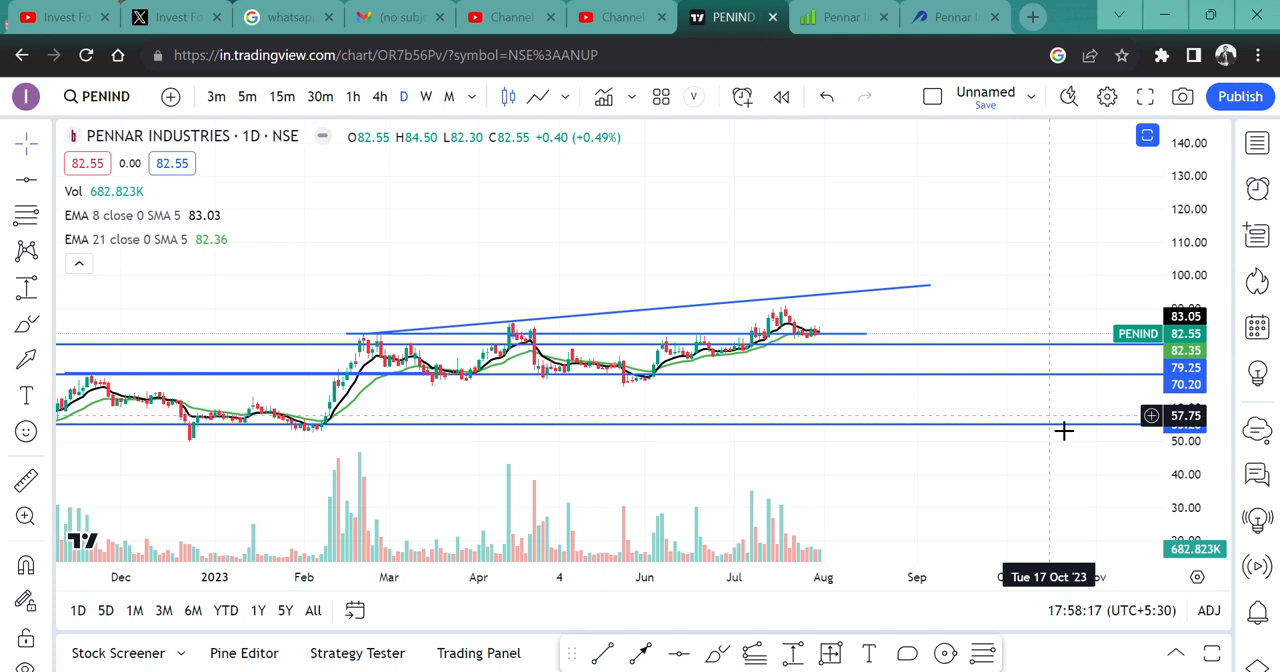 Invest Fo
Invest Fo
whatsapp
(no subj
Channel
Channel
PENIND
Pennar I
Pennar I
https://in.tradingview.com/chart/OR7b56Pv/?symbol=NSE%3AANUP
I
PENIND
3m 5m 15m 30m 1h 4h D W M
V
Unnamed
Save
Publish
PENNAR INDUSTRIES · 1D · NSE
O82.55 H84.50 L82.30 C82.55 +0.40 (+0.49%)
82.55 0.00 82.55
Vol 682.823K
EMA 8 close 0 SMA 5 83.03
EMA 21 close 0 SMA 5 82.36
140.00
130.00
120.00
110.00
100.00
90.00
83.05
PENIND 82.55
82.35
79.25
70.20
57.75
50.00
40.00
30.00
682.823K
20.00
Dec 2023 Feb Mar Apr 4 Jun Jul Aug Sep Tue 17 Oct '23
1D 5D 1M 3M 6M YTD 1Y 5Y All
17:58:17 (UTC+5:30) ADJ
Stock Screener Pine Editor Strategy Tester Trading Panel